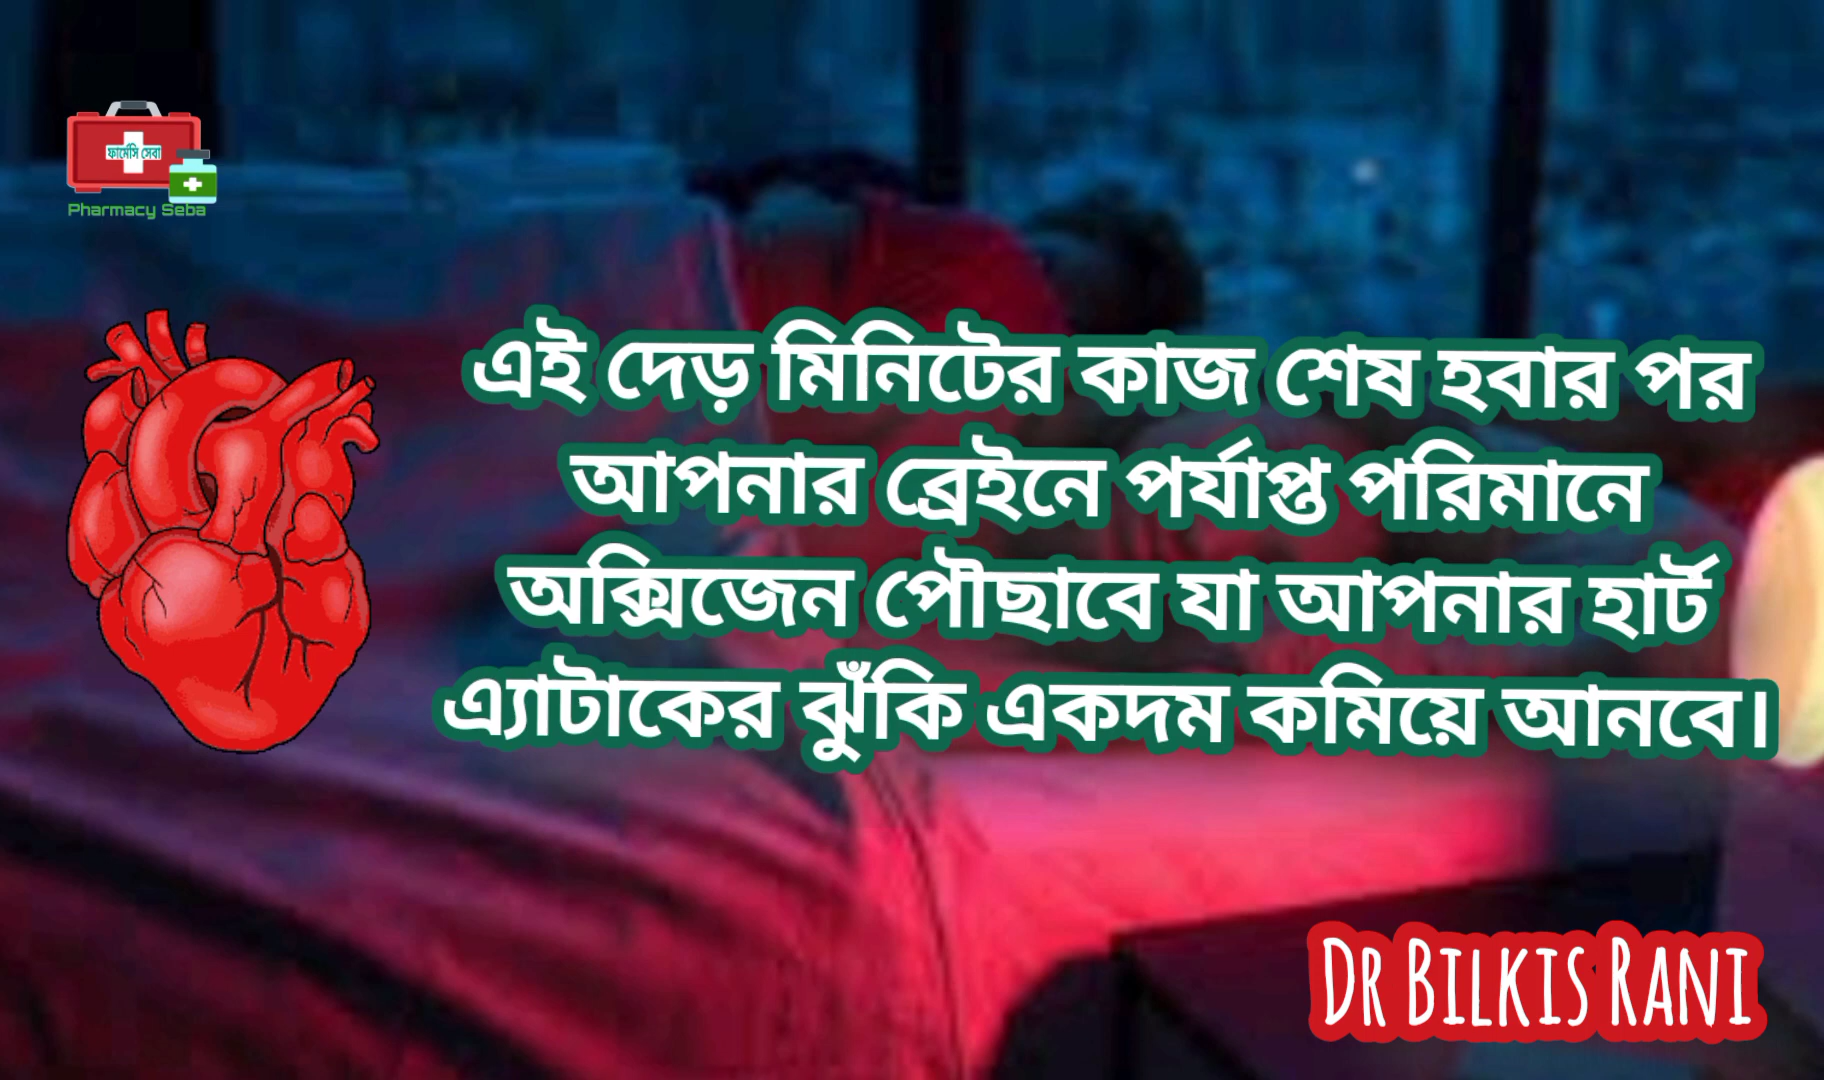 ফার্মেসি সেবা
Pharmacy Seba
এই দেড় মিনিটের কাজ শেষ হবার পর
আপনার ব্রেইনে পর্যাপ্ত পরিমানে
অক্সিজেন পৌছাবে যা আপনার হার্ট
এ্যাটাকের ঝুঁকি একদম কমিয়ে আনবে।
DR BILKIS RANI